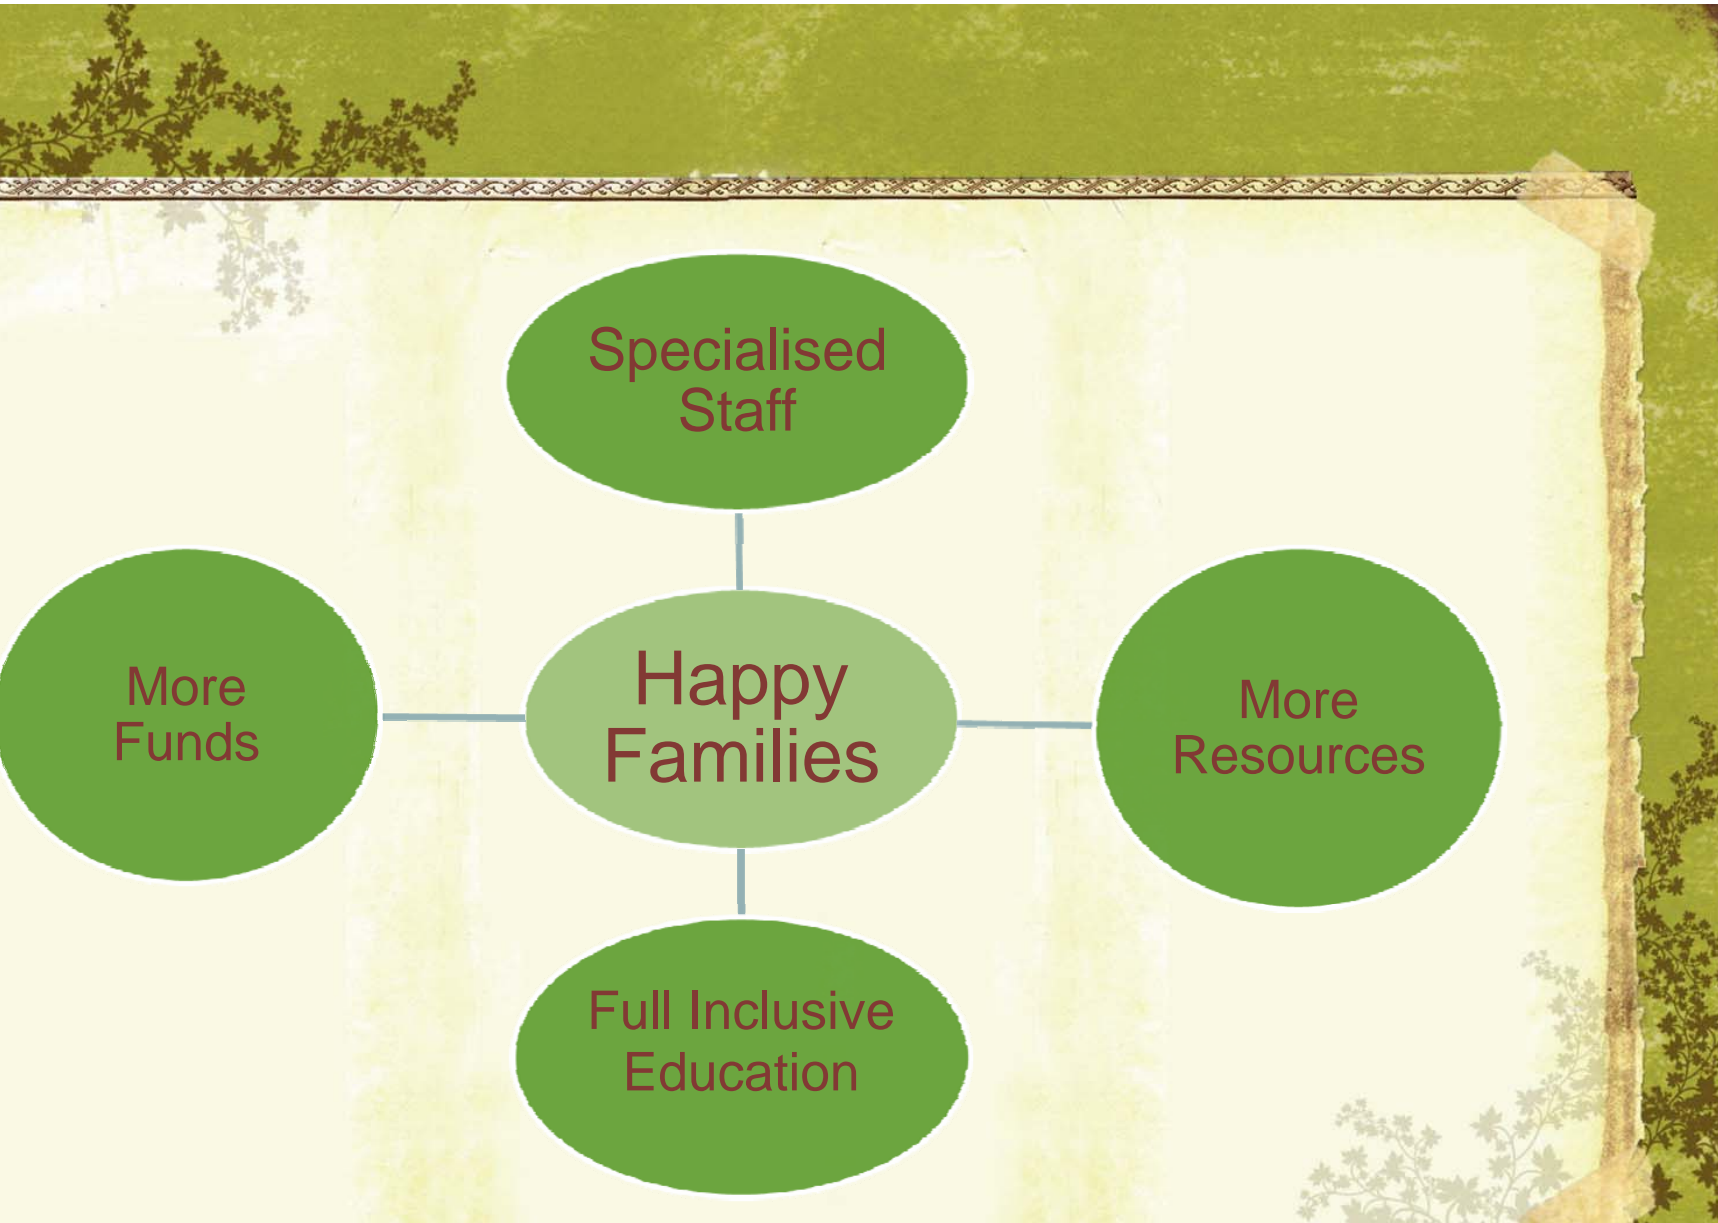 Specialised
Staff
More
Funds
Happy
Families
More
Resources
Full Inclusive
Education